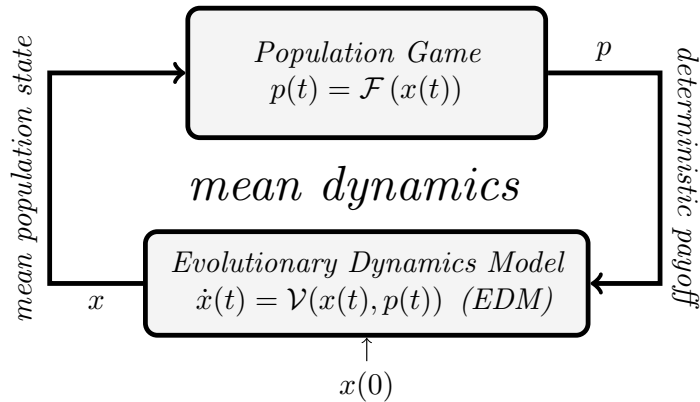 Population Game
p(t) = 𝓕 (x(t))
p
mean population state
deterministic payoff
mean dynamics
Evolutionary Dynamics Model
ẋ(t) = 𝒱(x(t), p(t)) (EDM)
x
x(0)